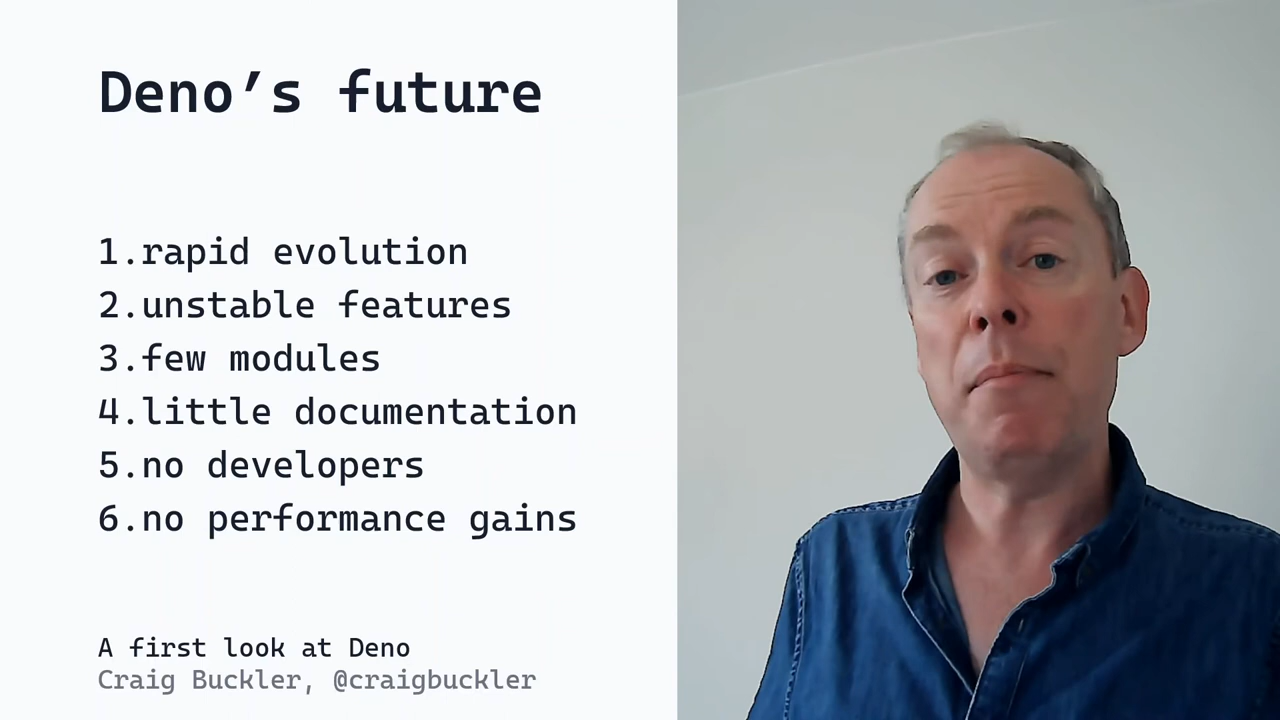 Deno’s future
1.rapid evolution
2.unstable features
3.few modules
4.little documentation
5.no developers
6.no performance gains
A first look at Deno
Craig Buckler, @craigbuckler